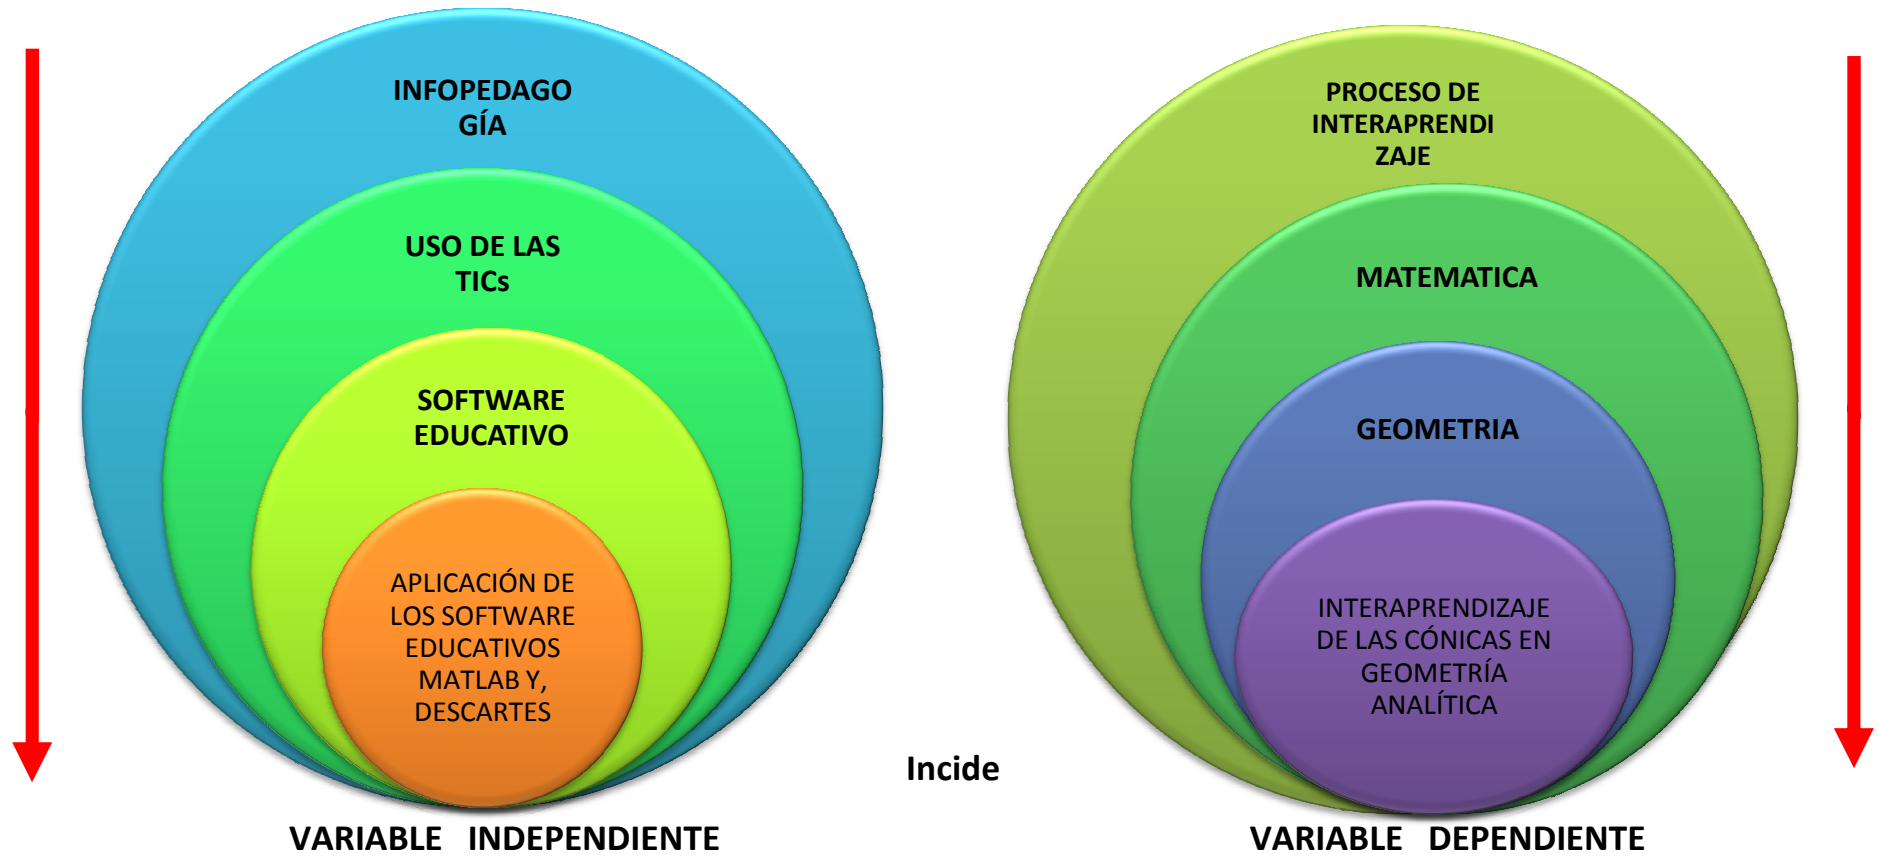 INFOPEDAGO
GÍA
USO DE LAS
TICs
SOFTWARE
EDUCATIVO
APLICACIÓN DE
LOS SOFTWARE
EDUCATIVOS
MATLAB Y,
DESCARTES
VARIABLE INDEPENDIENTE
Incide
PROCESO DE
INTERAPRENDI
ZAJE
MATEMATICA
GEOMETRIA
INTERAPRENDIZAJE
DE LAS CÓNICAS EN
GEOMETRÍA
ANALÍTICA
VARIABLE DEPENDIENTE